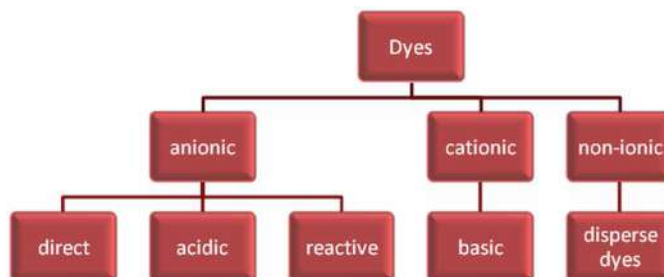 Dyes
anionic
cationic
non-ionic
direct
acidic
reactive
basic
disperse
dyes